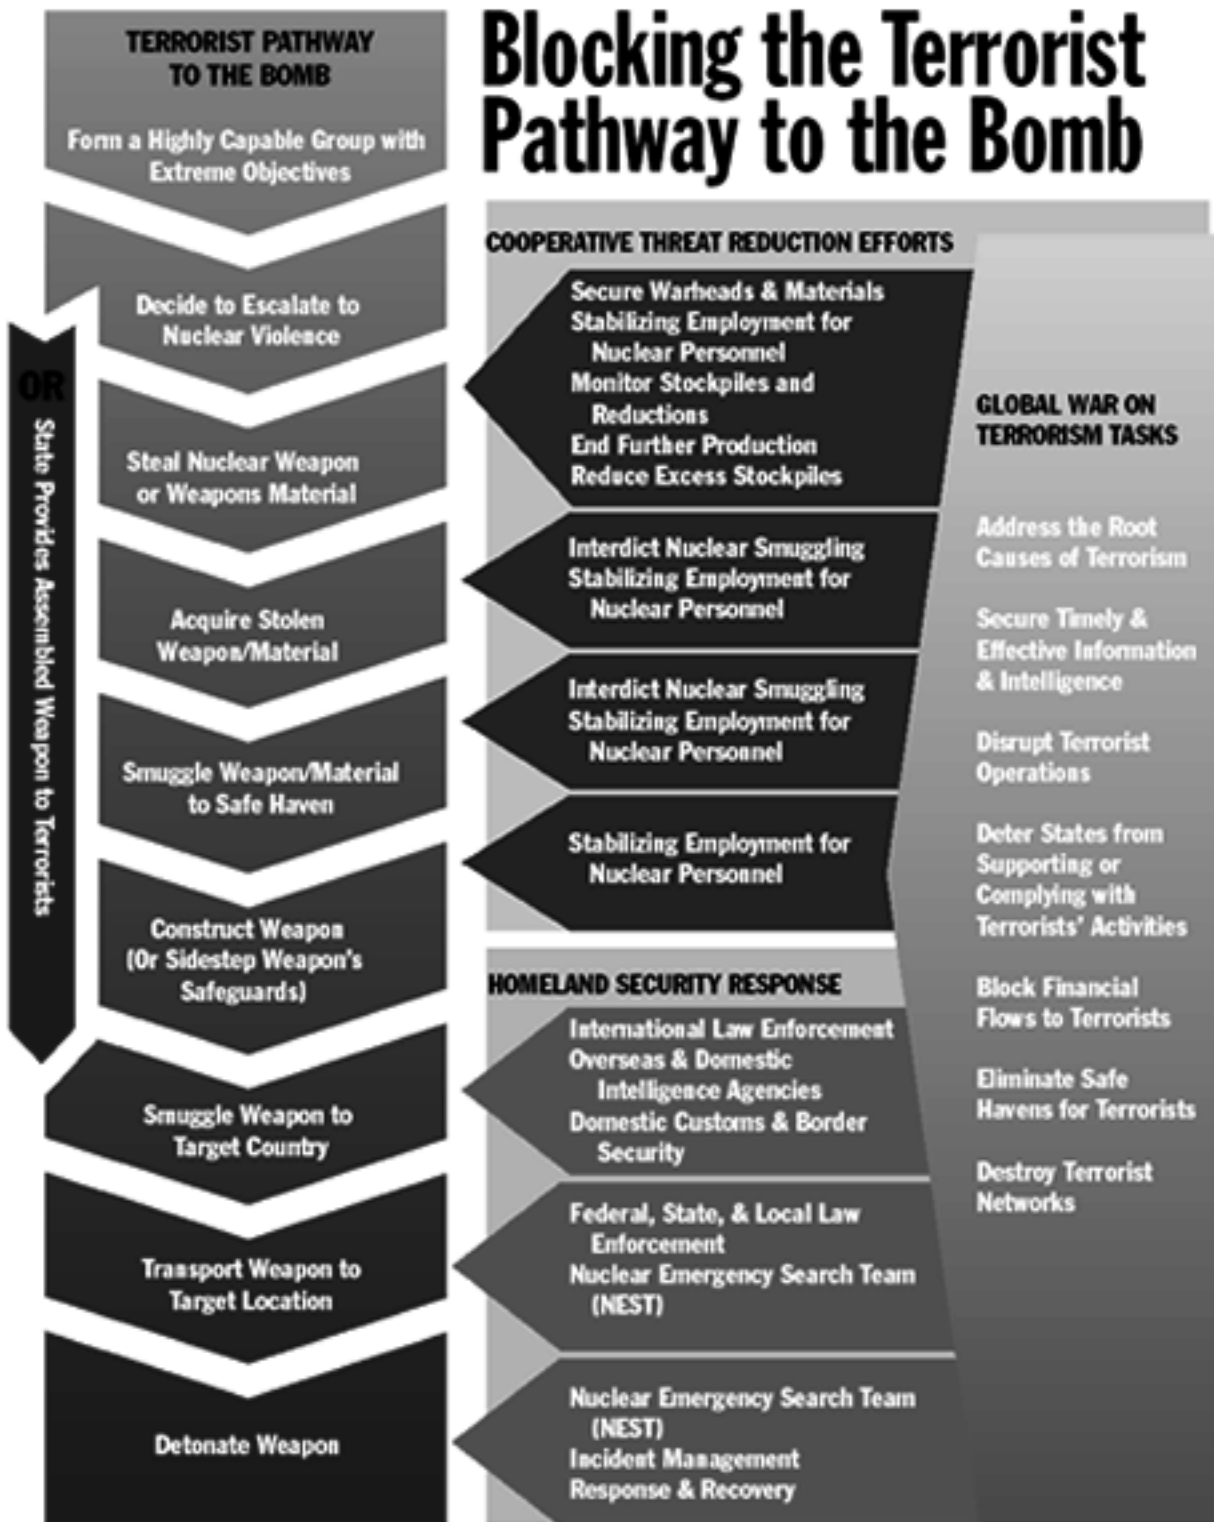 Blocking the Terrorist
Pathway to the Bomb
TERRORIST PATHWAY
TO THE BOMB
Form a Highly Capable Group with
Extreme Objectives
Decide to Escalate to
Nuclear Violence
OR
State Provides Assembled Weapon to Terrorists
Steal Nuclear Weapon
or Weapons Material
Acquire Stolen
Weapon/Material
Smuggle Weapon/Material
to Safe Haven
Construct Weapon
(Or Sidestep Weapon's
Safeguards)
Smuggle Weapon to
Target Country
Transport Weapon to
Target Location
Detonate Weapon
COOPERATIVE THREAT REDUCTION EFFORTS
Secure Warheads & Materials
Stabilizing Employment for
Nuclear Personnel
Monitor Stockpiles and
Reductions
End Further Production
Reduce Excess Stockpiles
Interdict Nuclear Smuggling
Stabilizing Employment for
Nuclear Personnel
Interdict Nuclear Smuggling
Stabilizing Employment for
Nuclear Personnel
Stabilizing Employment for
Nuclear Personnel
HOMELAND SECURITY RESPONSE
International Law Enforcement
Overseas & Domestic
Intelligence Agencies
Domestic Customs & Border
Security
Federal, State, & Local Law
Enforcement
Nuclear Emergency Search Team
(NEST)
Nuclear Emergency Search Team
(NEST)
Incident Management
Response & Recovery
GLOBAL WAR ON
TERRORISM TASKS
Address the Root
Causes of Terrorism
Secure Timely &
Effective Information
& Intelligence
Disrupt Terrorist
Operations
Deter States from
Supporting or
Complying with
Terrorists' Activities
Block Financial
Flows to Terrorists
Eliminate Safe
Havens for Terrorists
Destroy Terrorist
Networks